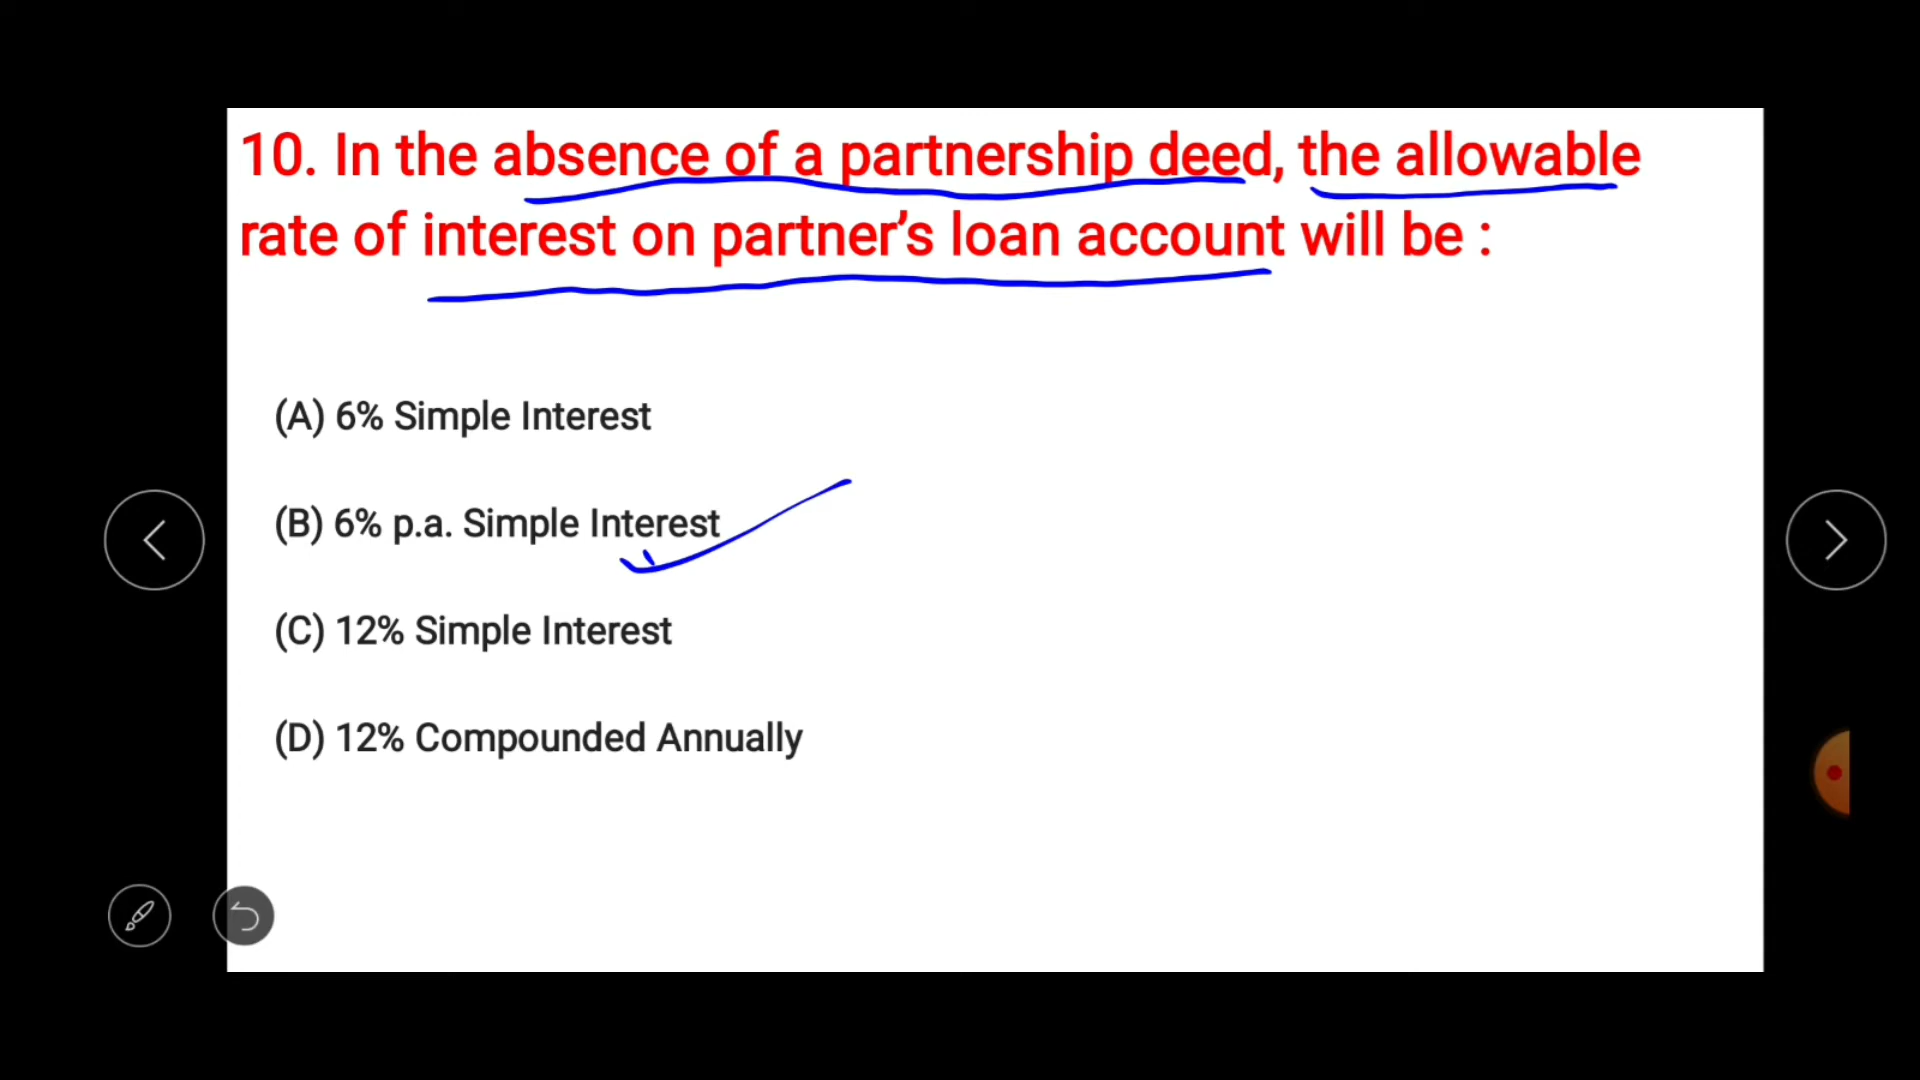 10. In the absence of a partnership deed, the allowable
rate of interest on partner’s loan account will be :
(A) 6% Simple Interest
(B) 6% p.a. Simple Interest
(C) 12% Simple Interest
(D) 12% Compounded Annually